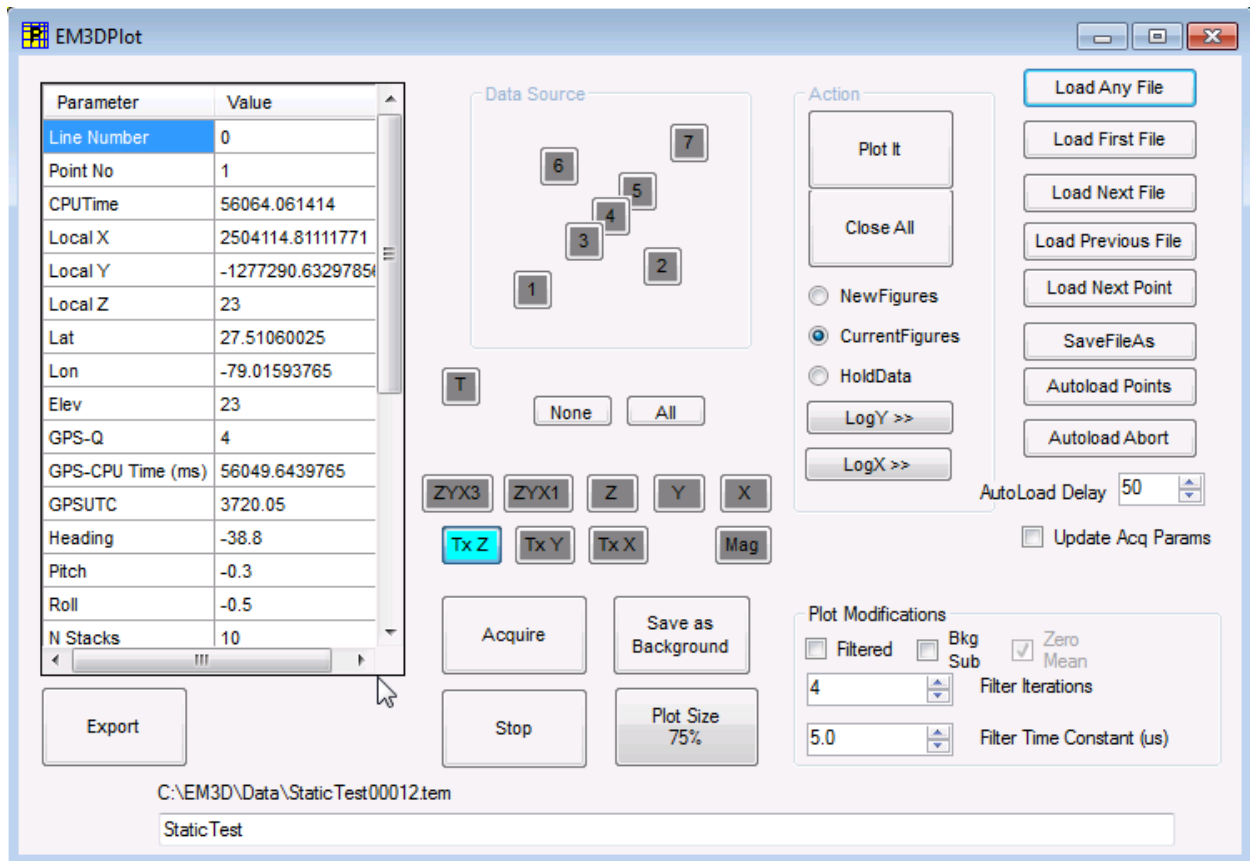 EM3DPlot
Parameter Value
Line Number 0
Point No 1
CPUTime 56064.061414
Local X 2504114.81111771
Local Y -1277290.6329785
Local Z 23
Lat 27.51060025
Lon -79.01593765
Elev 23
GPS-Q 4
GPS-CPU Time (ms) 56049.6439765
GPSUTC 3720.05
Heading -38.8
Pitch -0.3
Roll -0.5
N Stacks 10
Export
Data Source
7
6
5
4
3
2
1
T
None All
ZYX3 ZYX1 Z Y X
Tx Z Tx Y Tx X Mag
Acquire
Save as
Background
Stop
Plot Size
75%
Action
Plot It
Close All
NewFigures
CurrentFigures
HoldData
LogY >>
LogX >>
Load Any File
Load First File
Load Next File
Load Previous File
Load Next Point
SaveFileAs
Autoload Points
Autoload Abort
AutoLoad Delay 50
Update Acq Params
Plot Modifications
Filtered
Bkg
Sub
Zero
Mean
4 Filter Iterations
5.0 Filter Time Constant (us)
C:\EM3D\Data\StaticTest00012.tem
StaticTest